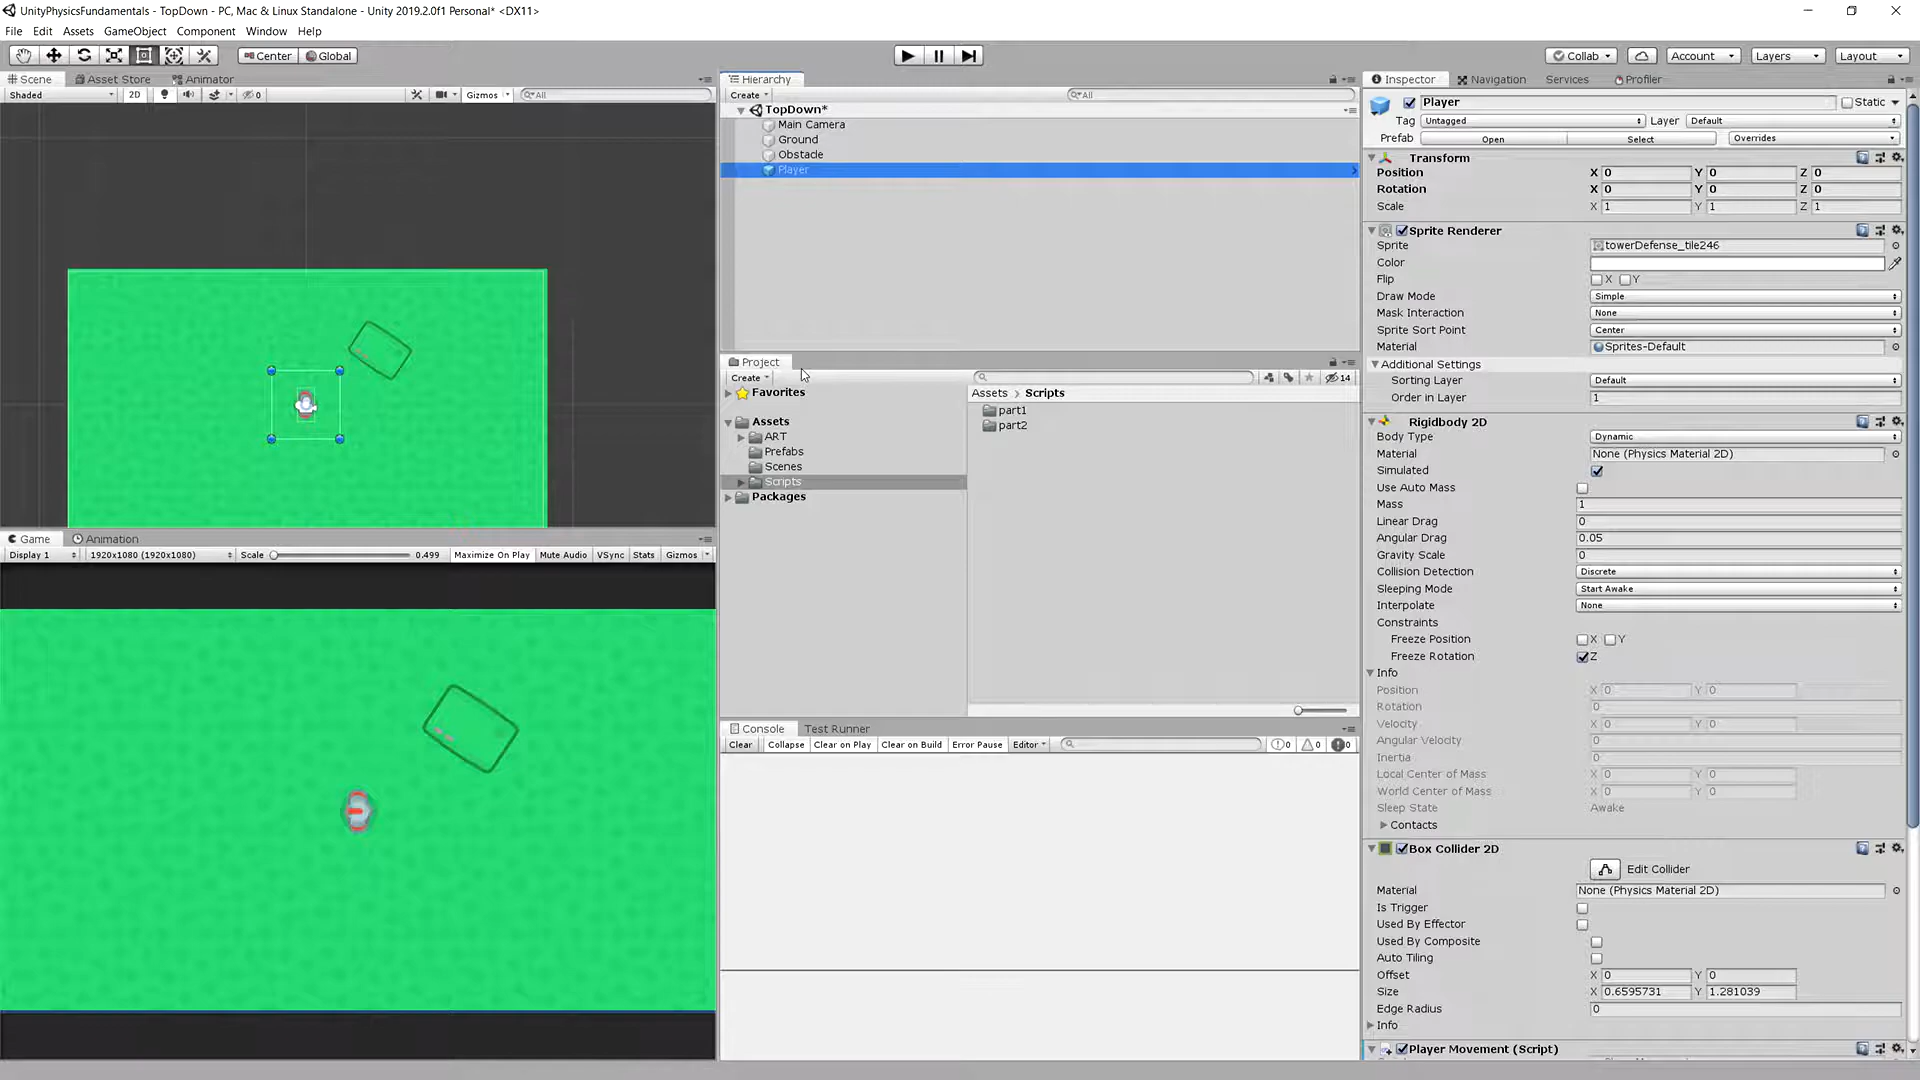 UnityPhysicsFundamentals - TopDown - PC, Mac & Linux Standalone - Unity 2019.2.0f1 Personal* <DX11>
File Edit Assets GameObject Component Window Help
Center Global Collab Account Layers Layout
Scene Asset Store Animator
Shaded 2D 0 Gizmos All
Hierarchy
Create All
TopDown*
Main Camera
Ground
Obstacle
Player
Project
Create 14
Favorites
Assets
ART
Prefabs
Scenes
Scripts
Packages
Assets > Scripts
part1
part2
Game Animation
Display 1 1920x1080 (1920x1080) Scale 0.499 Maximize On Play Mute Audio VSync Stats Gizmos
Console Test Runner
Clear Collapse Clear on Play Clear on Build Error Pause Editor 0 0 0
Inspector Navigation Services Profiler
Player Static
Tag Untagged Layer Default
Prefab Open Select Overrides
Transform
Position X 0 Y 0 Z 0
Rotation X 0 Y 0 Z 0
Scale X 1 Y 1 Z 1
Sprite Renderer
Sprite towerDefense_tile246
Color
Flip X Y
Draw Mode Simple
Mask Interaction None
Sprite Sort Point Center
Material Sprites-Default
Additional Settings
Sorting Layer Default
Order in Layer 1
Rigidbody 2D
Body Type Dynamic
Material None (Physics Material 2D)
Simulated
Use Auto Mass
Mass 1
Linear Drag 0
Angular Drag 0.05
Gravity Scale 0
Collision Detection Discrete
Sleeping Mode Start Awake
Interpolate None
Constraints
Freeze Position X Y
Freeze Rotation Z
Info
Position X 0 Y 0
Rotation 0
Velocity X 0 Y 0
Angular Velocity 0
Inertia 0
Local Center of Mass X 0 Y 0
World Center of Mass X 0 Y 0
Sleep State Awake
Contacts
Box Collider 2D
Edit Collider
Material None (Physics Material 2D)
Is Trigger
Used By Effector
Used By Composite
Auto Tiling
Offset X 0 Y 0
Size X 0.6595731 Y 1.281039
Edge Radius 0
Info
Player Movement (Script)